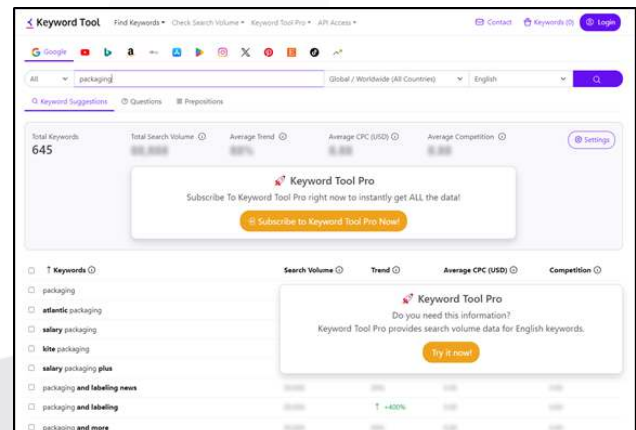 Keyword Tool Find Keywords Check Search Volume Keyword Tool Pro API Access Contact Keywords (0) Login
Google
All packaging Global / Worldwide (All Countries) English
Keyword Suggestions Questions Prepositions
Total Keywords Total Search Volume Average Trend Average CPC (USD) Average Competition Settings
645
Keyword Tool Pro
Subscribe To Keyword Tool Pro right now to instantly get ALL the data!
Subscribe to Keyword Tool Pro Now!
Keywords Search Volume Trend Average CPC (USD) Competition
packaging
atlantic packaging
salary packaging
kite packaging
salary packaging plus
Keyword Tool Pro
Do you need this information?
Keyword Tool Pro provides search volume data for English keywords.
Try it now!
packaging and labeling news
packaging and labeling +400%
packaging and more